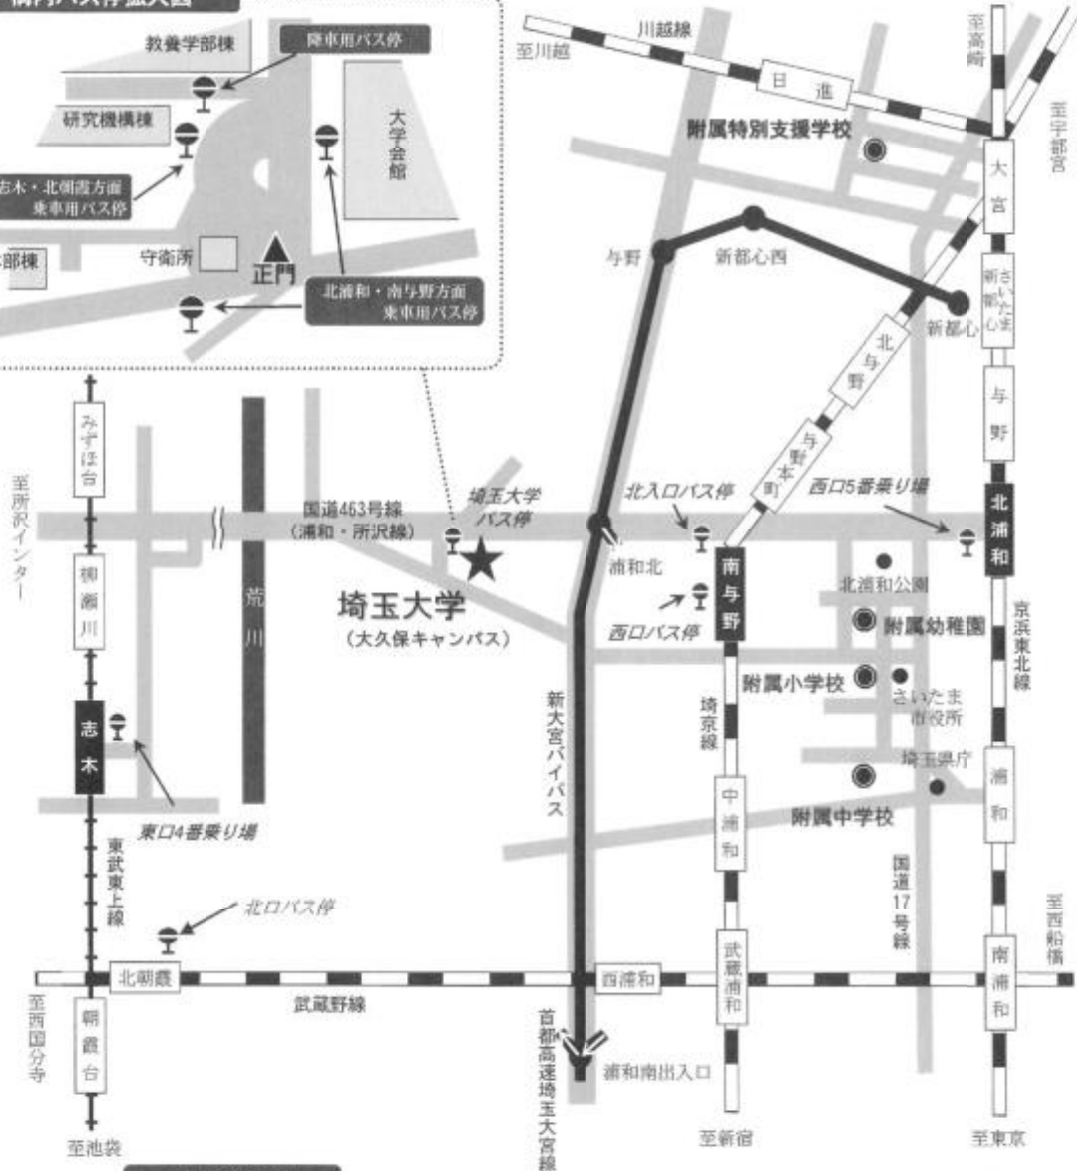 構内バス停拡大図
教養学部棟
降車用バス停
研究機構棟
大学会館
志木・北朝霞方面
乗車用バス停
部棟
守衛所
正門
北浦和・南与野方面
乗車用バス停
川越線
至川越
日進
至高崎
至宇都宮
附属特別支援学校
大宮
与野
新都心西
新都心
さいたま
新都心
北与野
与野
与野本町
みずほ台
至所沢インター
国道463号線
(浦和・所沢線)
埼玉大学
バス停
北入口バス停
西口5番乗り場
北浦和
浦和北
南与野
北浦和公園
柳瀬川
荒川
埼玉大学
(大久保キャンパス)
西口バス停
附属幼稚園
京浜東北線
附属小学校
さいたま
市役所
新大宮バイパス
埼京線
志木
埼玉県庁
浦和
中浦和
附属中学校
東口4番乗り場
東武東上線
国道17号線
北口バス停
至西船橋
北朝霞
西浦和
武蔵浦和
南浦和
武蔵野線
至西国分寺
朝霞台
首都高速埼玉大宮線
浦和南出入口
至池袋
至新宿
至東京